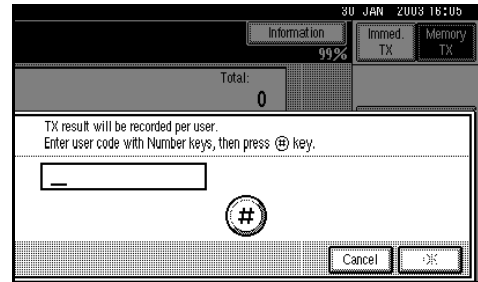 30 JAN 2003 16:05
Information
Immed. TX
Memory TX
99%
Total:
0
TX result will be recorded per user.
Enter user code with Number keys, then press # key.
#
Cancel
OK